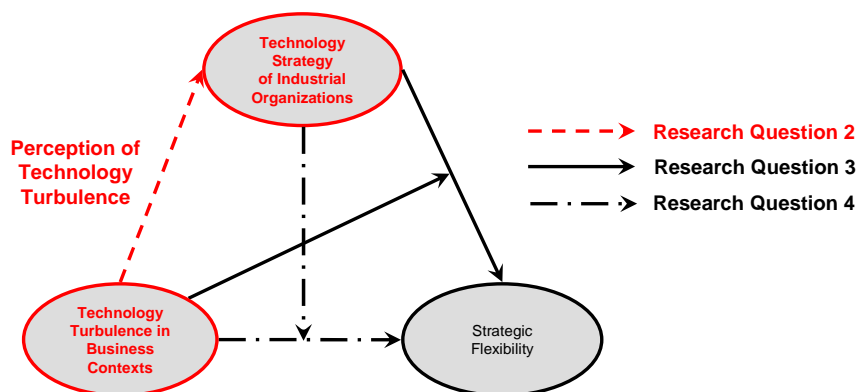 Technology
Strategy
of Industrial
Organizations
Perception of
Technology
Turbulence
Research Question 2
Research Question 3
Research Question 4
Technology
Turbulence in
Business
Contexts
Strategic
Flexibility